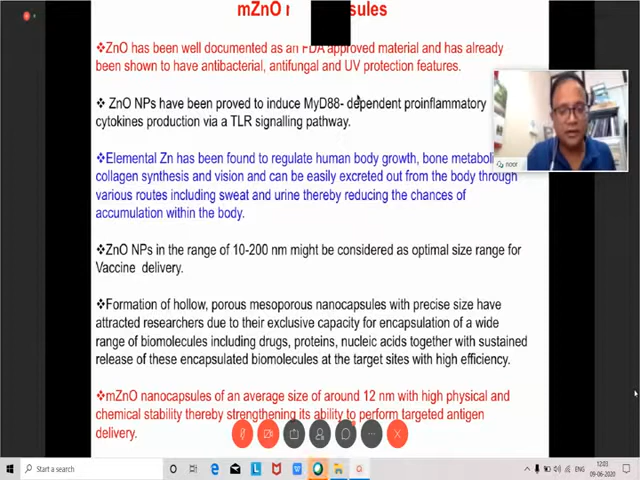 mZnO
sules
❖ZnO has been well documented as an FDA approved material and has already
been shown to have antibacterial, antifungal and UV protection features.
❖ ZnO NPs have been proved to induce MyD88- dependent proinflammatory
cytokines production via a TLR signalling pathway.
❖Elemental Zn has been found to regulate human body growth, bone metaboli
collagen synthesis and vision and can be easily excreted out from the body through
various routes including sweat and urine thereby reducing the chances of
accumulation within the body.
❖ZnO NPs in the range of 10-200 nm might be considered as optimal size range for
Vaccine delivery.
❖Formation of hollow, porous mesoporous nanocapsules with precise size have
attracted researchers due to their exclusive capacity for encapsulation of a wide
range of biomolecules including drugs, proteins, nucleic acids together with sustained
release of these encapsulated biomolecules at the target sites with high efficiency.
❖mZnO nanocapsules of an average size of around 12 nm with high physical and
chemical stability thereby strengthening its ability to perform targeted antigen
delivery.
noor
Start a search
ENG
12:03
09-06-2020